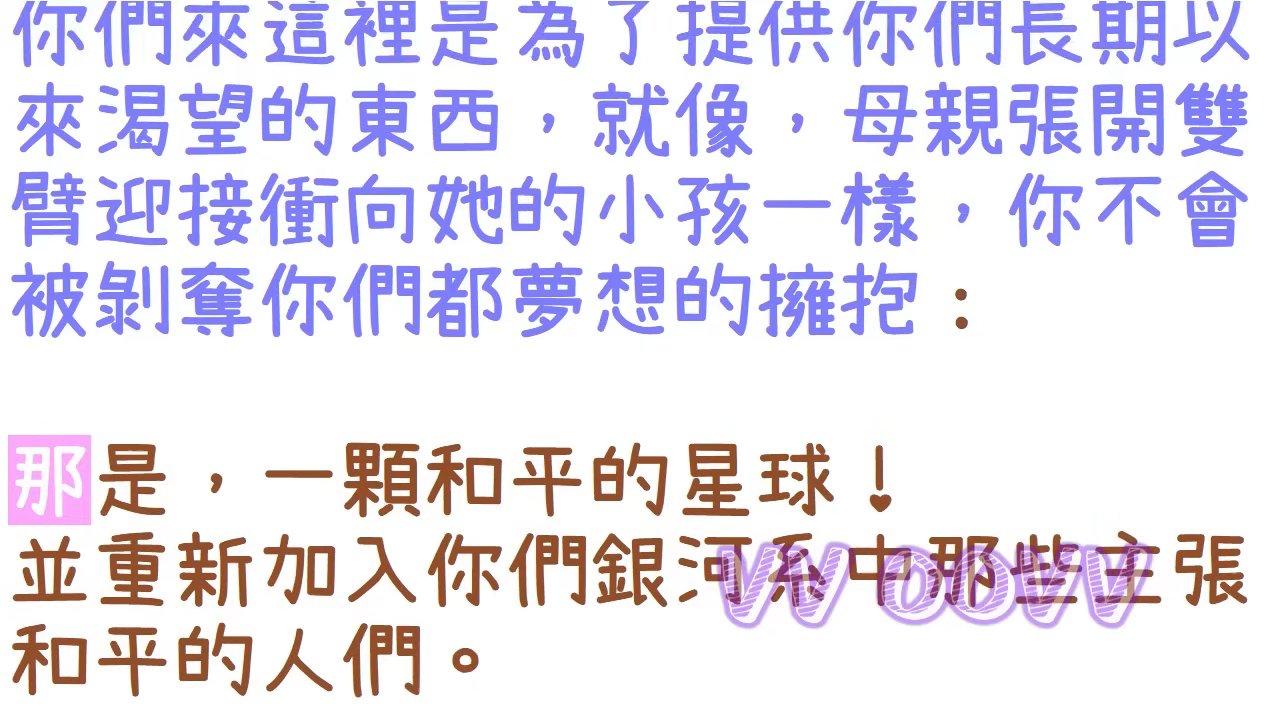 你們來這裡是為了提供你們長期以
來渴望的東西，就像，母親張開雙
臂迎接衝向她的小孩一樣，你不會
被剝奪你們都夢想的擁抱：
那是，一顆和平的星球！
並重新加入你們銀河系中那些主張
和平的人們。
VV OOVV